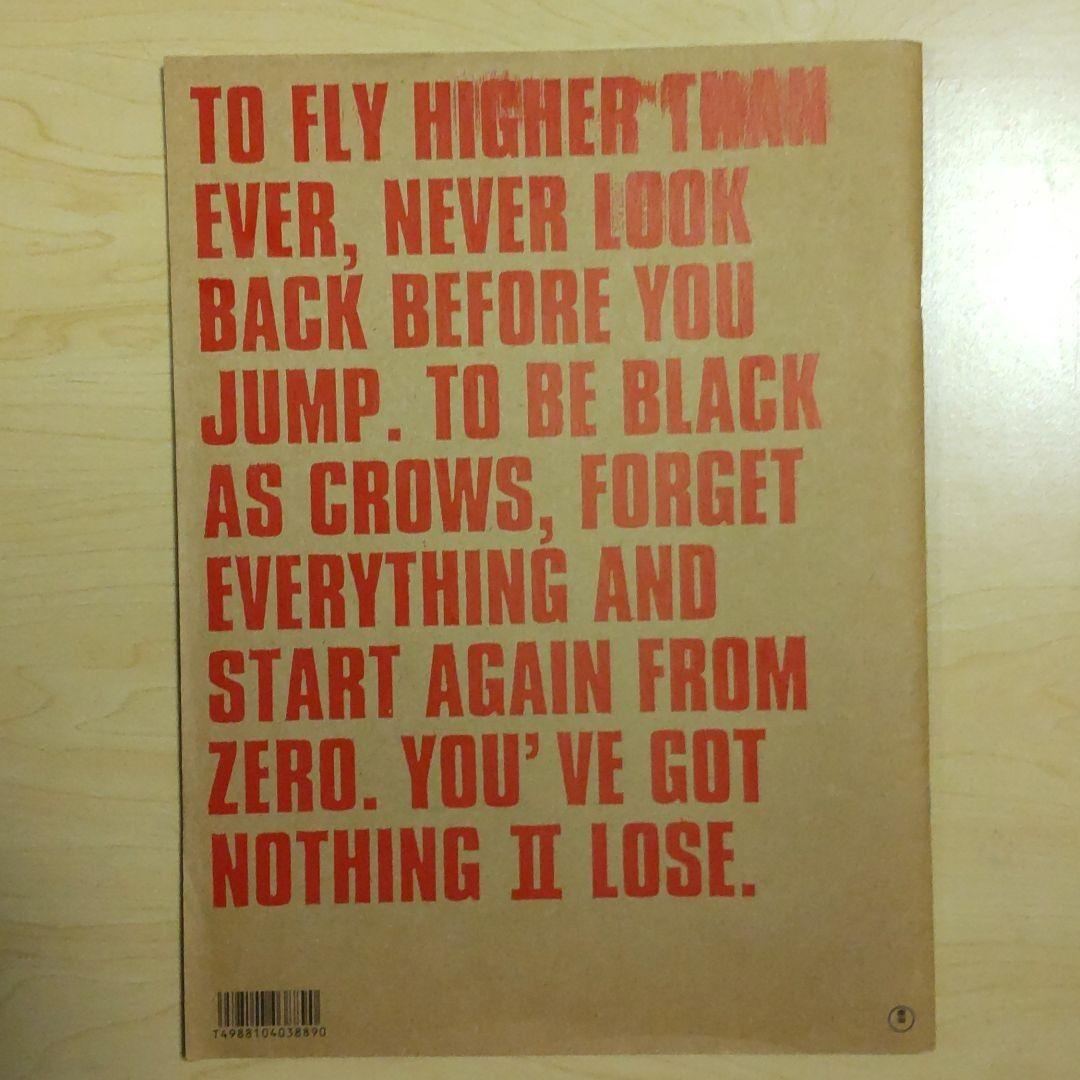 TO FLY HIGHER THAN
EVER, NEVER LOOK
BACK BEFORE YOU
JUMP. TO BE BLACK
AS CROWS, FORGET
EVERYTHING AND
START AGAIN FROM
ZERO. YOU'VE GOT
NOTHING II LOSE.
T4988104038890